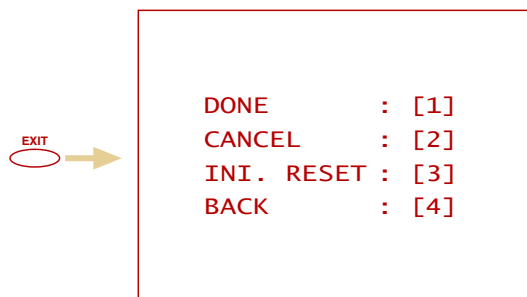 DONE : [1]
CANCEL : [2]
EXIT
INI. RESET : [3]
BACK : [4]